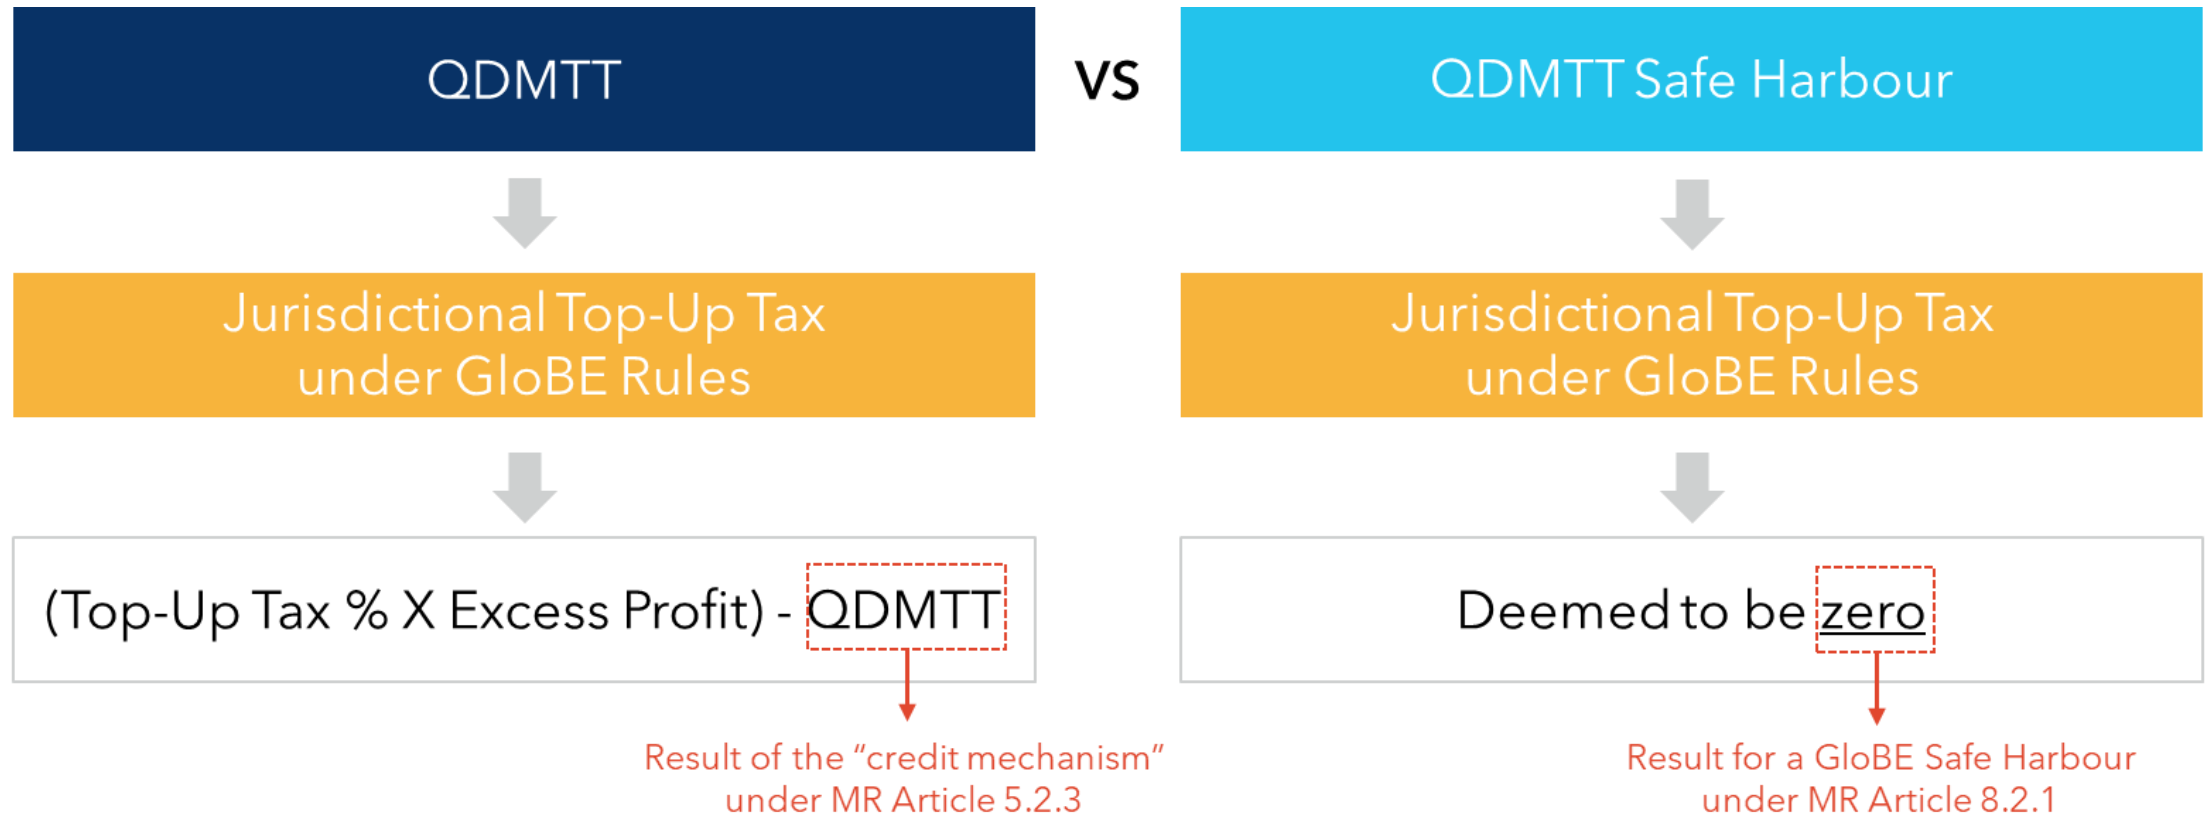 QDMTT
VS
QDMTT Safe Harbour
Jurisdictional Top-Up Tax
under GloBE Rules
Jurisdictional Top-Up Tax
under GloBE Rules
(Top-Up Tax % X Excess Profit) - QDMTT
Deemed to be zero
Result of the “credit mechanism”
under MR Article 5.2.3
Result for a GloBE Safe Harbour
under MR Article 8.2.1